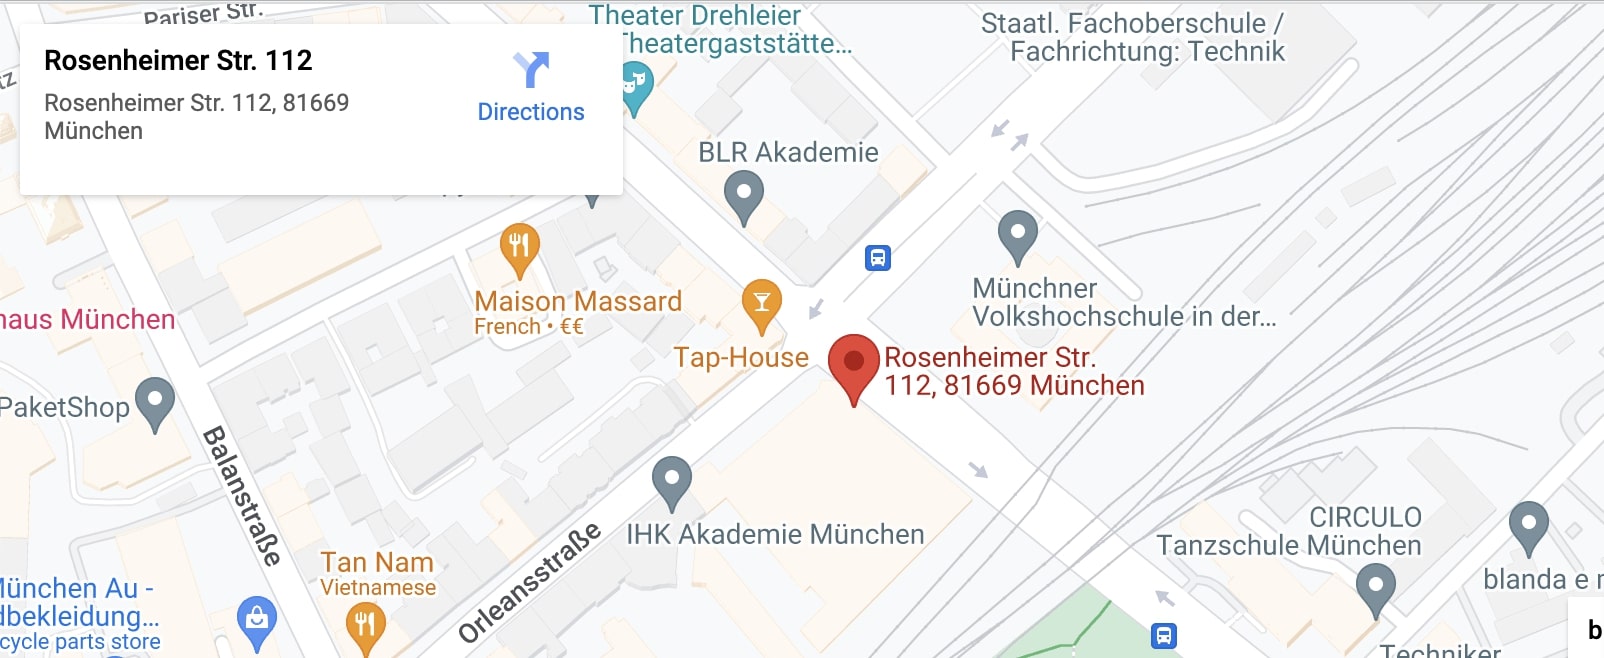 Pariser Str.
Theater Drehleier
Theatergaststätte...
Staatl. Fachoberschule /
Fachrichtung: Technik
Rosenheimer Str. 112
Rosenheimer Str. 112, 81669
München
Directions
tz
BLR Akademie
Maison Massard
French • €€
Münchner
Volkshochschule in der...
haus München
Tap-House
Rosenheimer Str.
112, 81669 München
PaketShop
Balanstraße
IHK Akademie München
Orleansstraße
CIRCULO
Tanzschule München
Tan Nam
Vietnamese
München Au -
dbekleidung...
cycle parts store
blanda e
b
Techniker